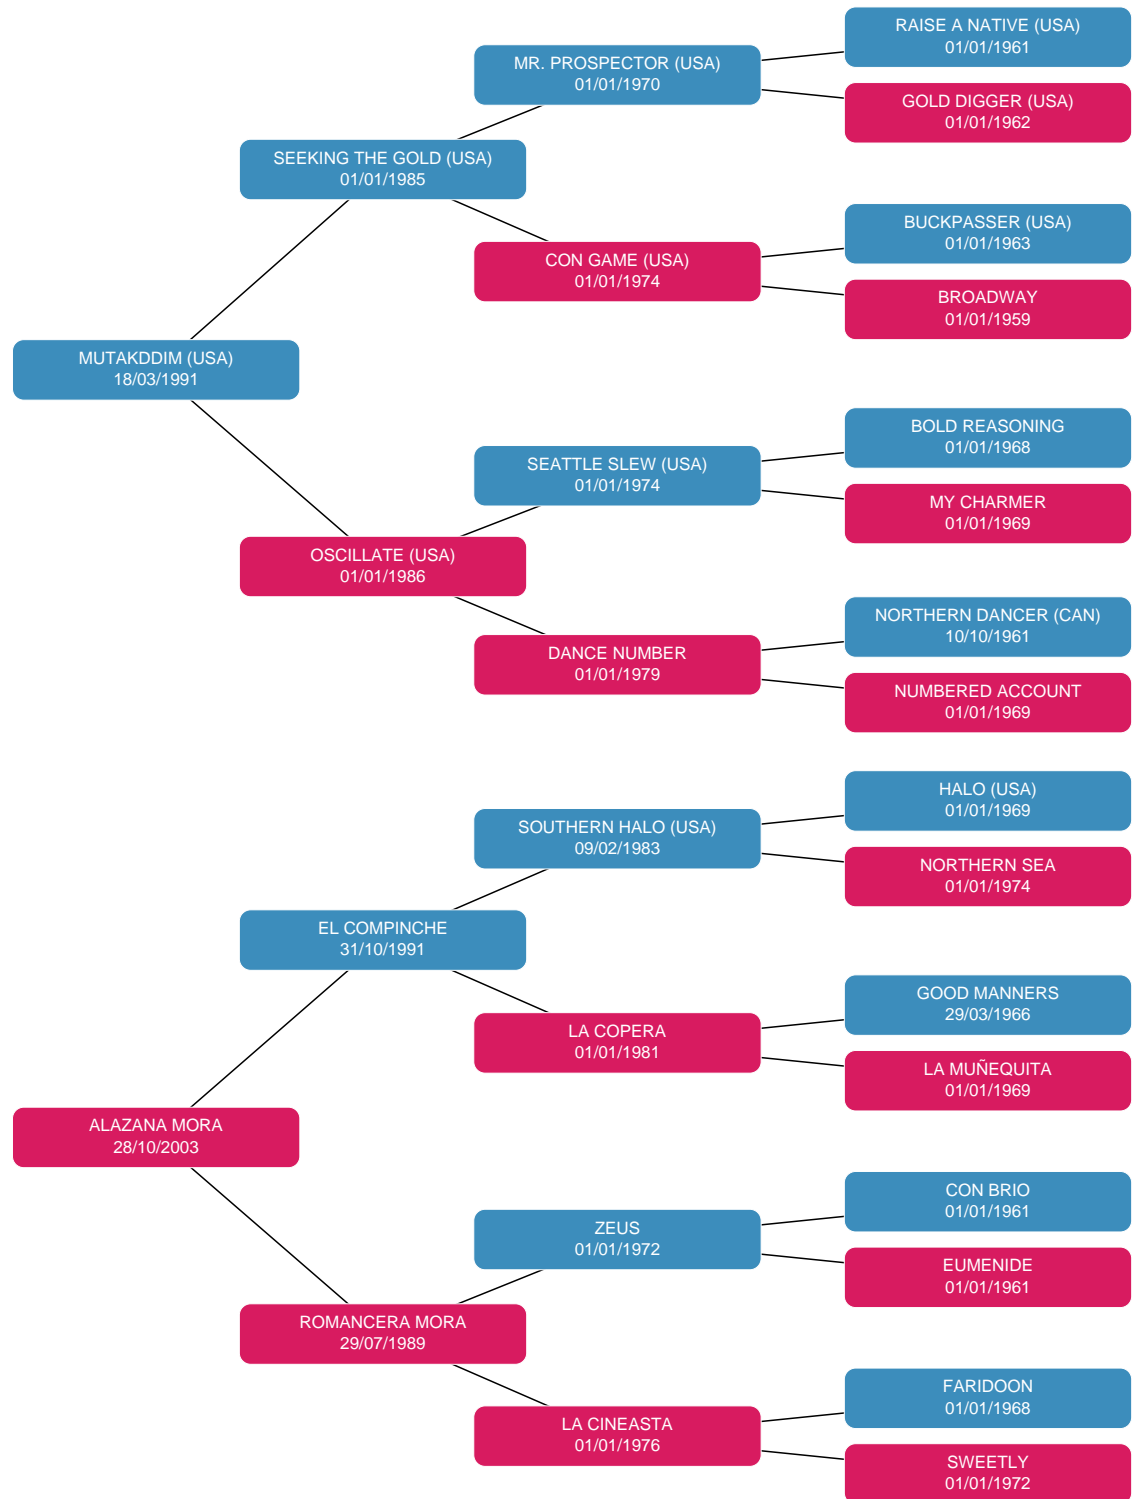 RAISE A NATIVE (USA)
01/01/1961
MR. PROSPECTOR (USA)
01/01/1970
GOLD DIGGER (USA)
01/01/1962
SEEKING THE GOLD (USA)
01/01/1985
BUCKPASSER (USA)
01/01/1963
CON GAME (USA)
01/01/1974
BROADWAY
01/01/1959
MUTAKDDIM (USA)
18/03/1991
BOLD REASONING
01/01/1968
SEATTLE SLEW (USA)
01/01/1974
MY CHARMER
01/01/1969
OSCILLATE (USA)
01/01/1986
NORTHERN DANCER (CAN)
10/10/1961
DANCE NUMBER
01/01/1979
NUMBERED ACCOUNT
01/01/1969
HALO (USA)
01/01/1969
SOUTHERN HALO (USA)
09/02/1983
NORTHERN SEA
01/01/1974
EL COMPINCHE
31/10/1991
GOOD MANNERS
29/03/1966
LA COPERA
01/01/1981
LA MUÑEQUITA
01/01/1969
ALAZANA MORA
28/10/2003
CON BRIO
01/01/1961
ZEUS
01/01/1972
EUMENIDE
01/01/1961
ROMANCERA MORA
29/07/1989
FARIDOON
01/01/1968
LA CINEASTA
01/01/1976
SWEETLY
01/01/1972